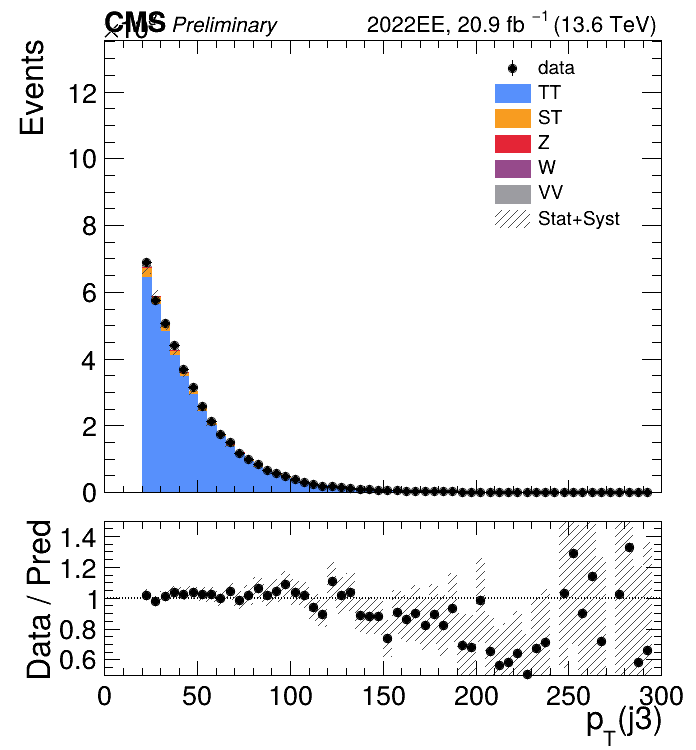 CMS Preliminary 2022EE, 20.9 fb⁻¹ (13.6 TeV)
Events
12
10
8
6
4
2
0
data
TT
ST
Z
W
VV
Stat+Syst
Data / Pred
1.4
1.2
1
0.8
0.6
0 50 100 150 200 250 300
p_T(j3)